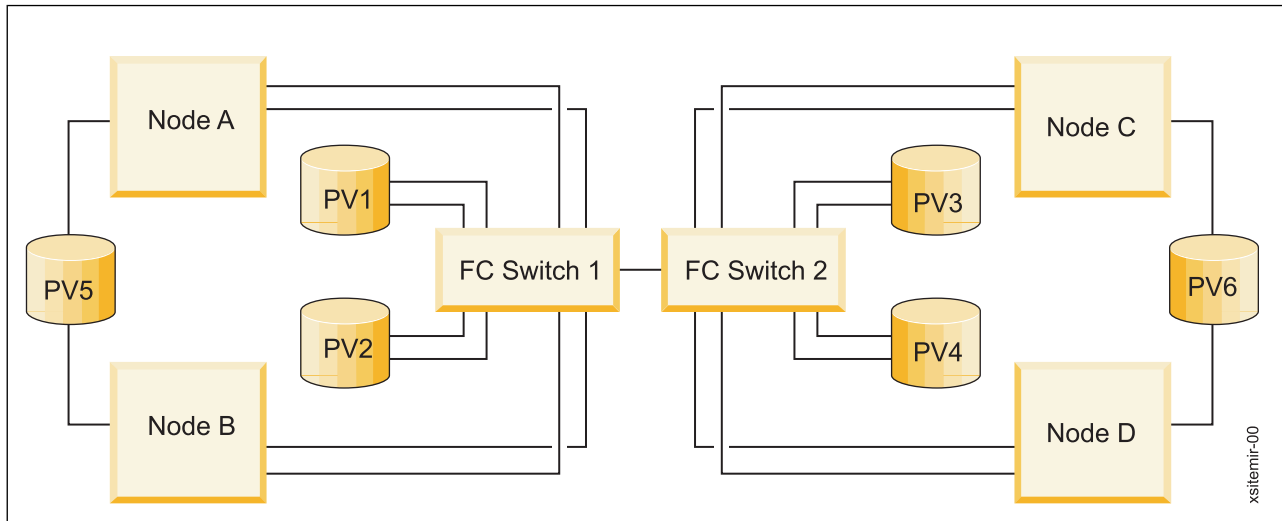 Node A
Node C
PV1
PV3
FC Switch 1
FC Switch 2
PV5
PV6
PV2
PV4
Node B
Node D
xsitemir-00